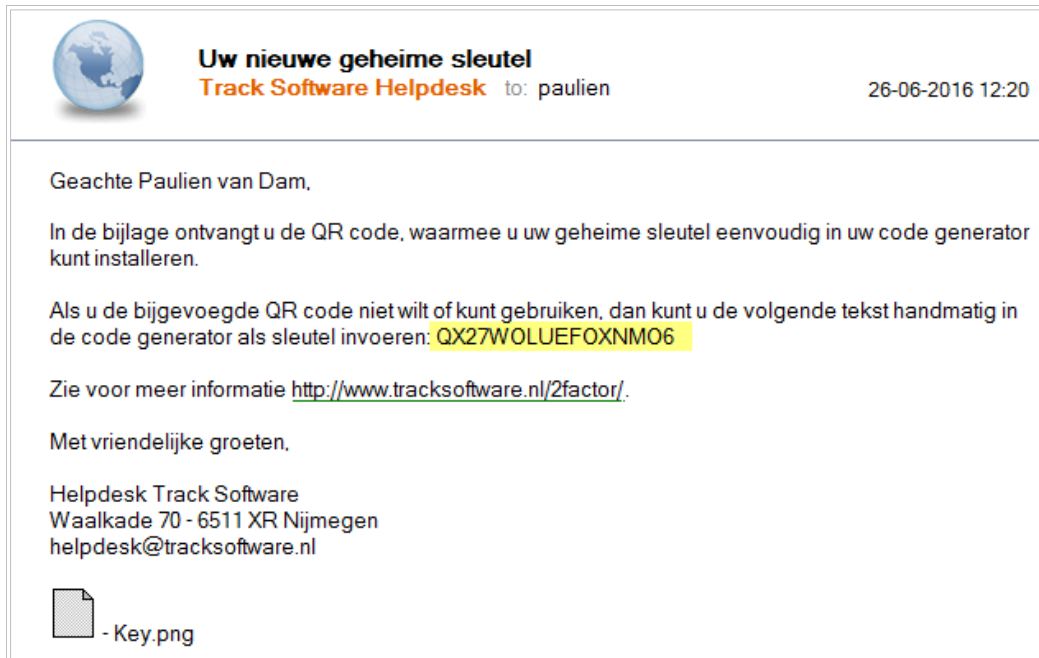 Uw nieuwe geheime sleutel
Track Software Helpdesk to: paulien 26-06-2016 12:20
Geachte Paulien van Dam,
In de bijlage ontvangt u de QR code, waarmee u uw geheime sleutel eenvoudig in uw code generator
kunt installeren.
Als u de bijgevoegde QR code niet wilt of kunt gebruiken, dan kunt u de volgende tekst handmatig in
de code generator als sleutel invoeren: QX27WOLUEFOXNMO6
Zie voor meer informatie http://www.tracksoftware.nl/2factor/.
Met vriendelijke groeten,
Helpdesk Track Software
Waalkade 70 - 6511 XR Nijmegen
helpdesk@tracksoftware.nl
- Key.png